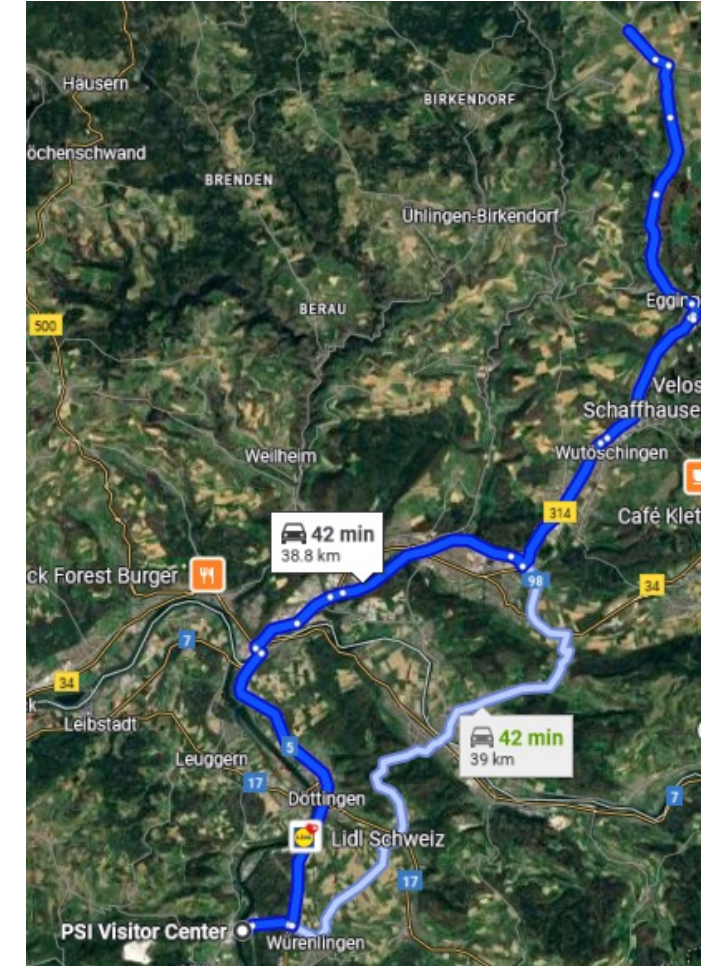 Häusern
BIRKENDORF
öchenschwand
BRENDEN
Ühlingen-Birkendorf
BERAU
Egging
500
Velos
Schaffhause
Weilheim
Wutöschingen
314
Café Klet
42 min
38.8 km
ck Forest Burger
98
34
7
34
k
Leibstadt
42 min
39 km
5
Leuggern
17
7
Döttingen
Lidl Schweiz
17
PSI Visitor Center
Würenlingen